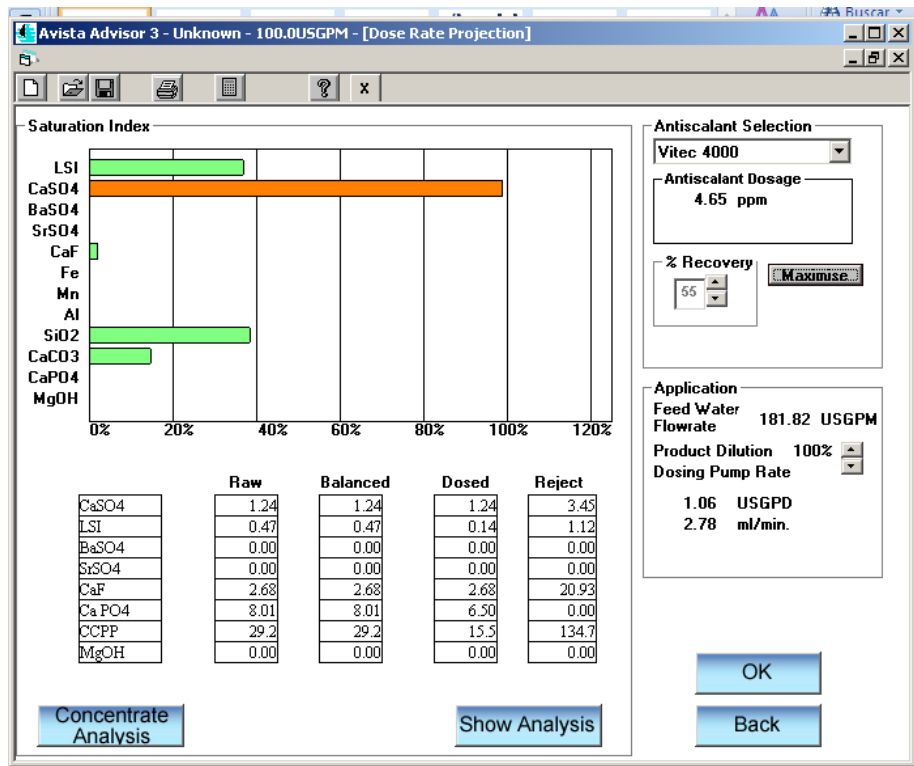 Buscar
Avista Advisor 3 - Unknown - 100.0USGPM - [Dose Rate Projection]
x
Saturation Index
LSI
CaSO4
BaSO4
SrSO4
CaF
Fe
Mn
Al
SiO2
CaCO3
CaPO4
MgOH
0% 20% 40% 60% 80% 100% 120%
Raw Balanced Dosed Reject
CaSO4 1.24 1.24 1.24 3.45
LSI 0.47 0.47 0.14 1.12
BaSO4 0.00 0.00 0.00 0.00
SrSO4 0.00 0.00 0.00 0.00
CaF 2.68 2.68 2.68 20.93
Ca PO4 8.01 8.01 6.50 0.00
CCPP 29.2 29.2 15.5 134.7
MgOH 0.00 0.00 0.00 0.00
Concentrate
Analysis
Show Analysis
Antiscalant Selection
Vitec 4000
Antiscalant Dosage
4.65 ppm
% Recovery
55
Maximise
Application
Feed Water
Flowrate 181.82 USGPM
Product Dilution 100%
Dosing Pump Rate
1.06 USGPD
2.78 ml/min.
OK
Back